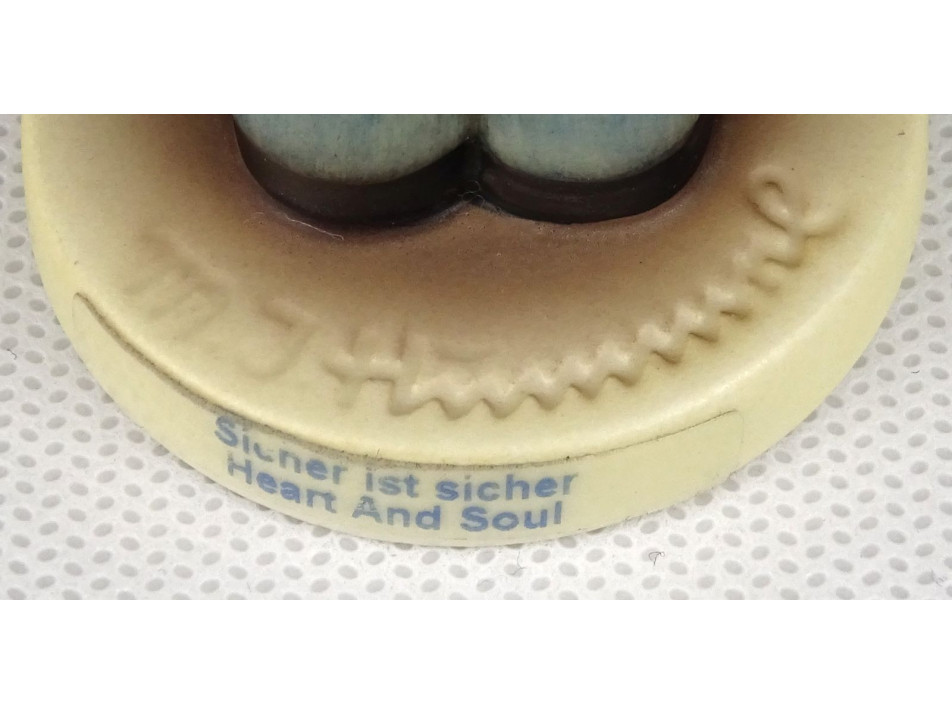 M.J. Hummel
Sicher ist sicher
Heart And Soul